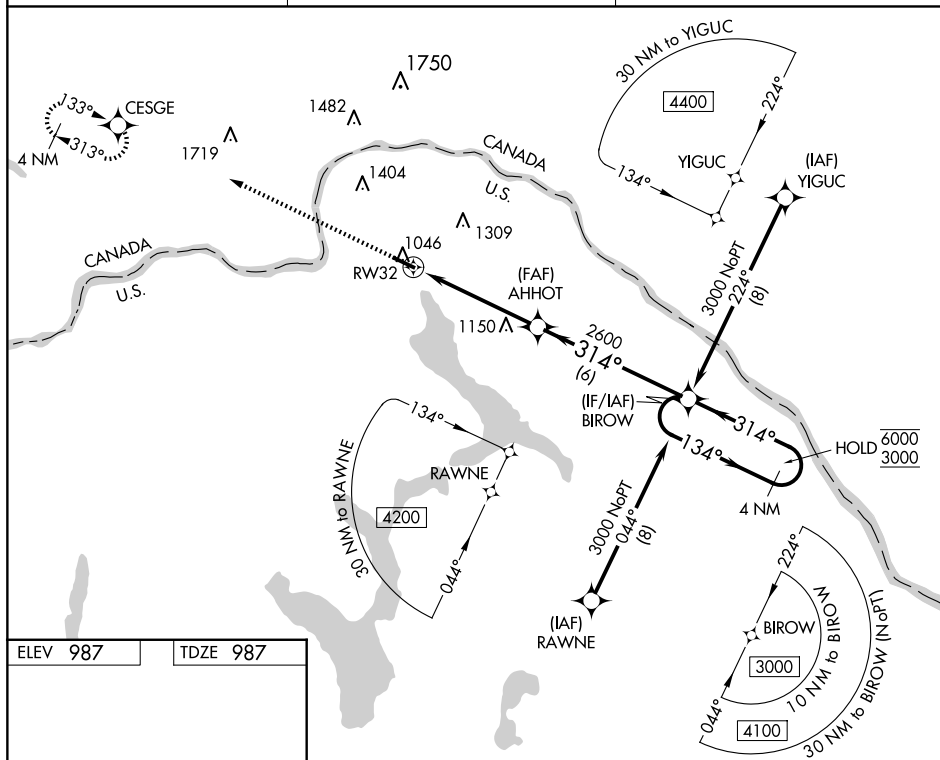 1750
30 NM to YIGUC
133°
CESGE
1482
4400
224°
4 NM
313°
1719
CANADA
U.S.
YIGUC
134°
(IAF)
YIGUC
1404
1309
CANADA
U.S.
1046
RW32
(FAF)
AHHOT
3000 NoPT
224°
(8)
1150
2600
314°
(6)
(IF/IAF)
BIROW
314°
134°
HOLD
6000
3000
4 NM
134°
RAWNE
30 NM to RAWNE
4200
044°
3000 NoPT
044°
(8)
(IAF)
RAWNE
224°
BIROW
3000
10 NM to BIROW
044°
4100
30 NM to BIROW (NoPT)
ELEV 987
TDZE 987